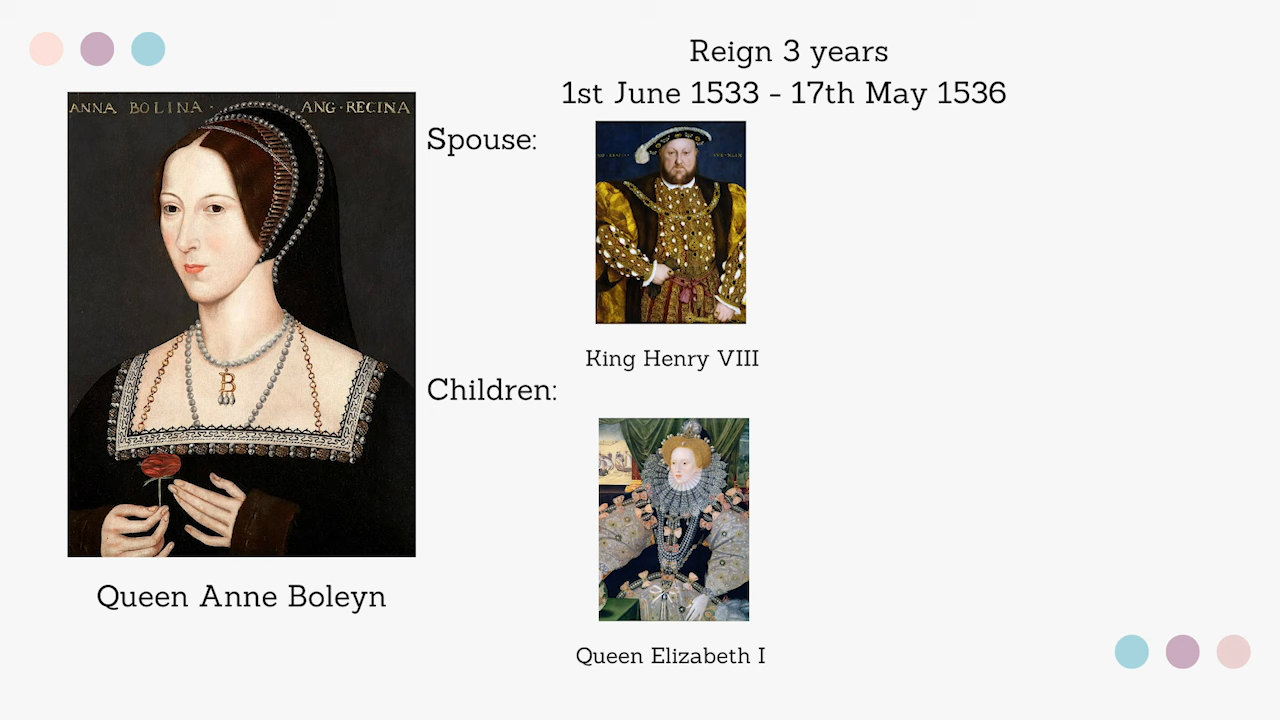 Reign 3 years
1st June 1533 - 17th May 1536
ANNA BOLINA · ANG·REGINA
Spouse:
King Henry VIII
Children:
B
Queen Anne Boleyn
Queen Elizabeth I